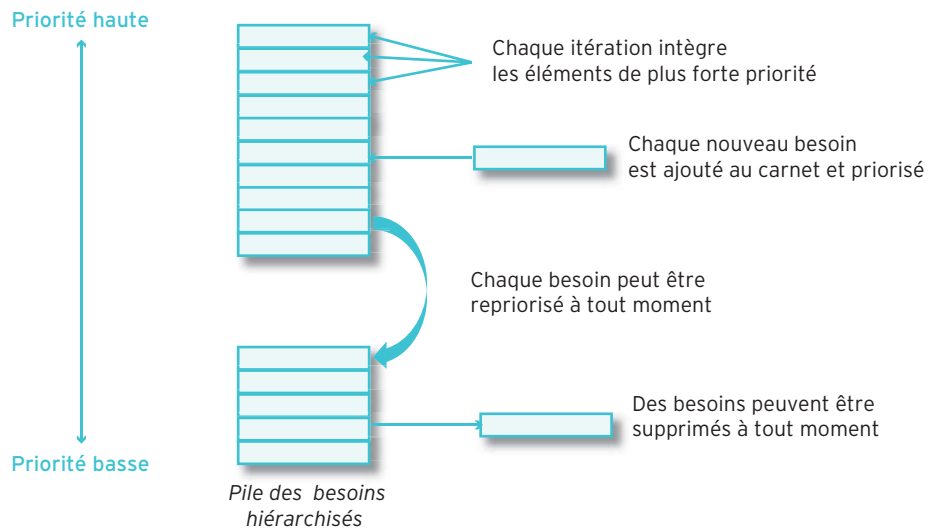 Priorité haute
Chaque itération intègre
les éléments de plus forte priorité
Chaque nouveau besoin
est ajouté au carnet et priorisé
Chaque besoin peut être
repriorisé à tout moment
Des besoins peuvent être
supprimés à tout moment
Priorité basse
Pile des besoins
hiérarchisés